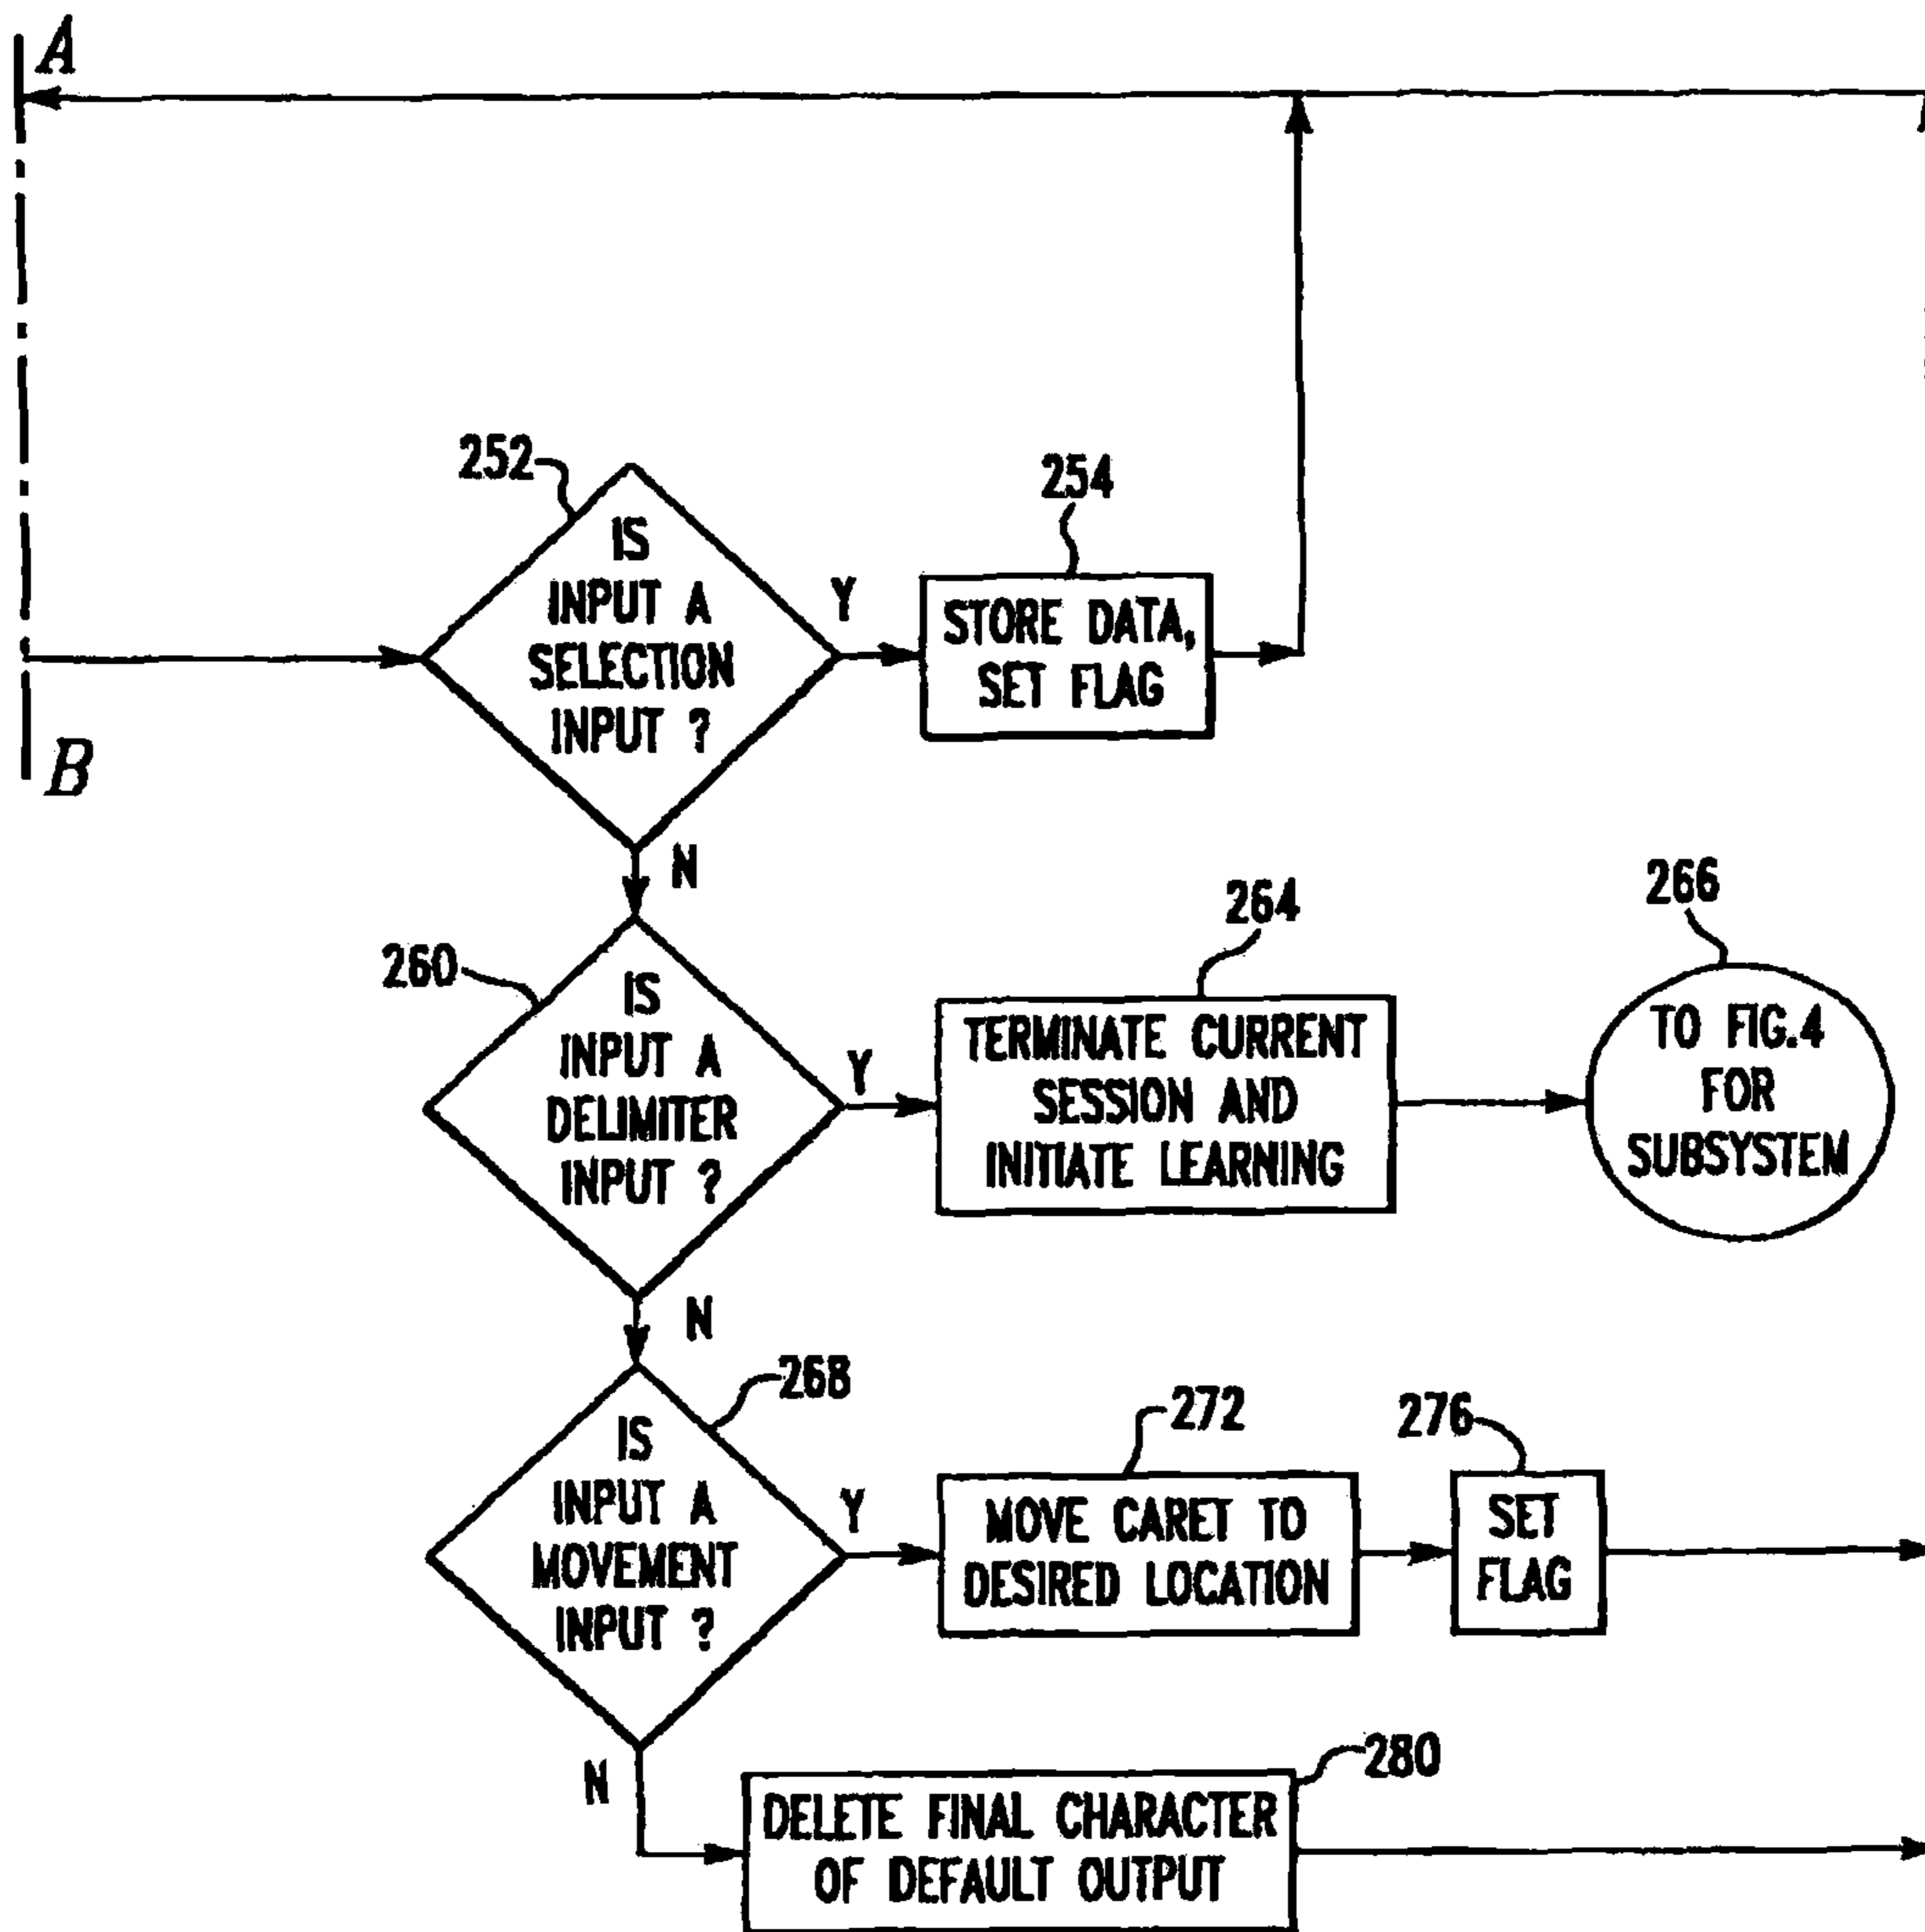 A
252
254
IS
INPUT A
SELECTION
INPUT ?
Y
STORE DATA,
SET FLAG
B
N
260
264
266
IS
INPUT A
DELIMITER
INPUT ?
Y
TERMINATE CURRENT
SESSION AND
INITIATE LEARNING
TO FIG.4
FOR
SUBSYSTEM
N
268
272
276
IS
INPUT A
MOVEMENT
INPUT ?
Y
MOVE CARET TO
DESIRED LOCATION
SET
FLAG
N
280
DELETE FINAL CHARACTER
OF DEFAULT OUTPUT